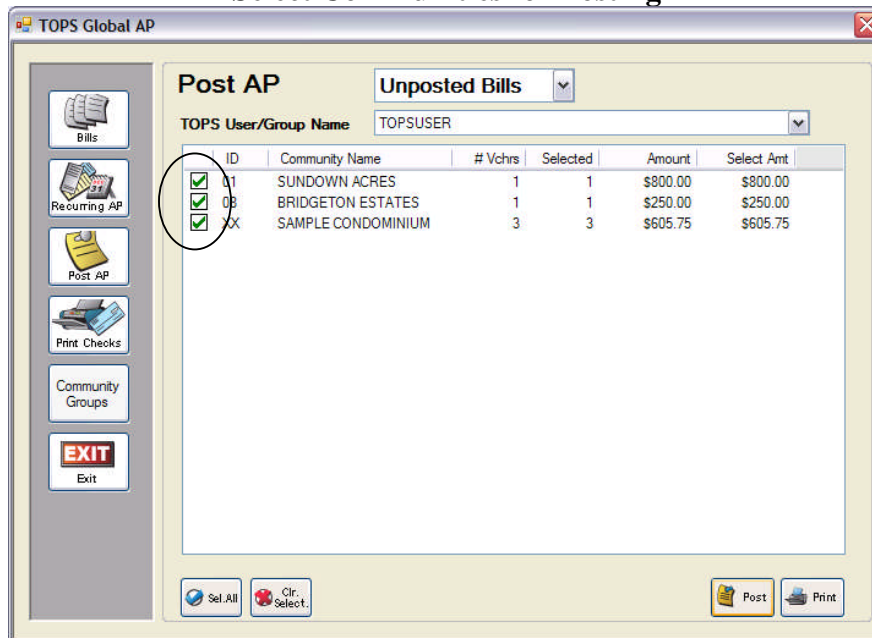 TOPS Global AP
Post AP
Unposted Bills
TOPS User/Group Name TOPSUSER
ID Community Name # Vchrs Selected Amount Select Amt
01 SUNDOWN ACRES 1 1 $800.00 $800.00
03 BRIDGETON ESTATES 1 1 $250.00 $250.00
XX SAMPLE CONDOMINIUM 3 3 $605.75 $605.75
Bills
31
Recurring AP
Post AP
Print Checks
Community
Groups
EXIT
Exit
Sel.All
Clr.
Select.
Post
Print